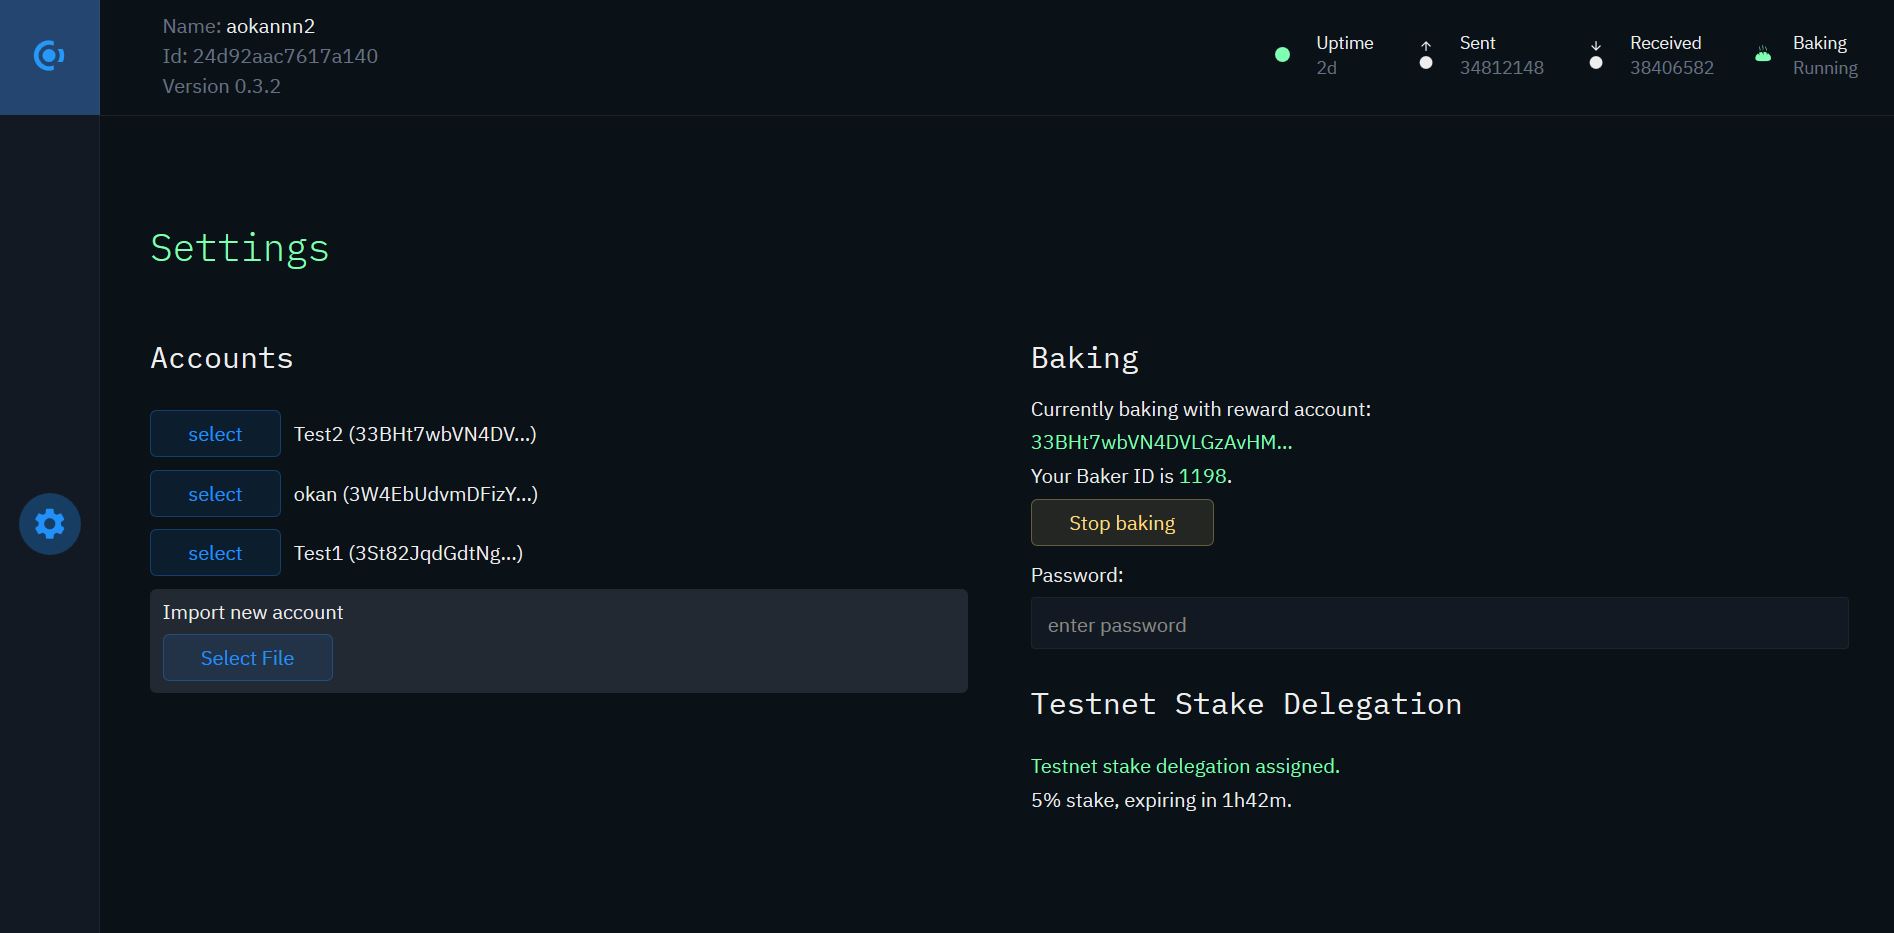 Name: aokannn2
Id: 24d92aac7617a140
Version 0.3.2
Uptime
2d
Sent
34812148
Received
38406582
Baking
Running
Settings
Accounts
select Test2 (33BHt7wbVN4DV...)
select okan (3W4EbUdvmDFizY...)
select Test1 (3St82JqdGdtNg...)
Import new account
Select File
Baking
Currently baking with reward account:
33BHt7wbVN4DVLGzAvHM...
Your Baker ID is 1198.
Stop baking
Password:
enter password
Testnet Stake Delegation
Testnet stake delegation assigned.
5% stake, expiring in 1h42m.